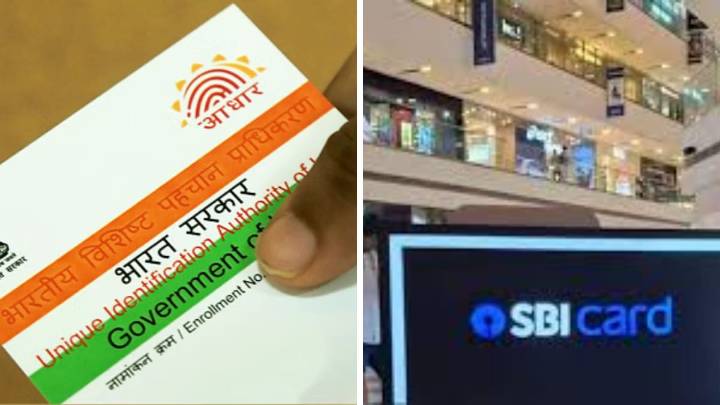 आधार
भारतीय विशिष्ट पहचान प्राधिकरण
भारत सरकार
Unique Identification Authority of
Government of
नामांकन क्रम / Enrollment No.
SBI card